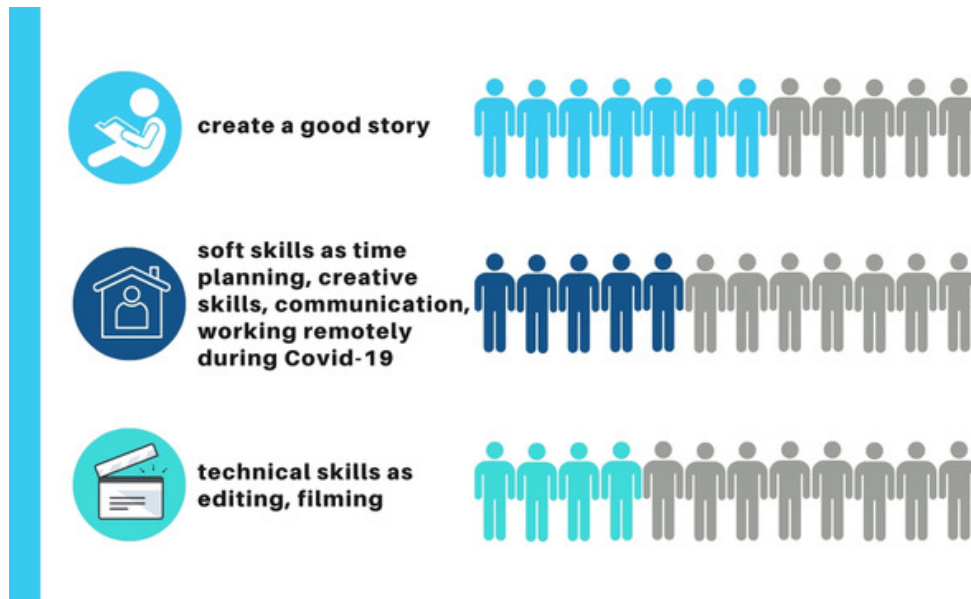 create a good story
soft skills as time
planning, creative
skills, communication,
working remotely
during Covid-19
technical skills as
editing, filming